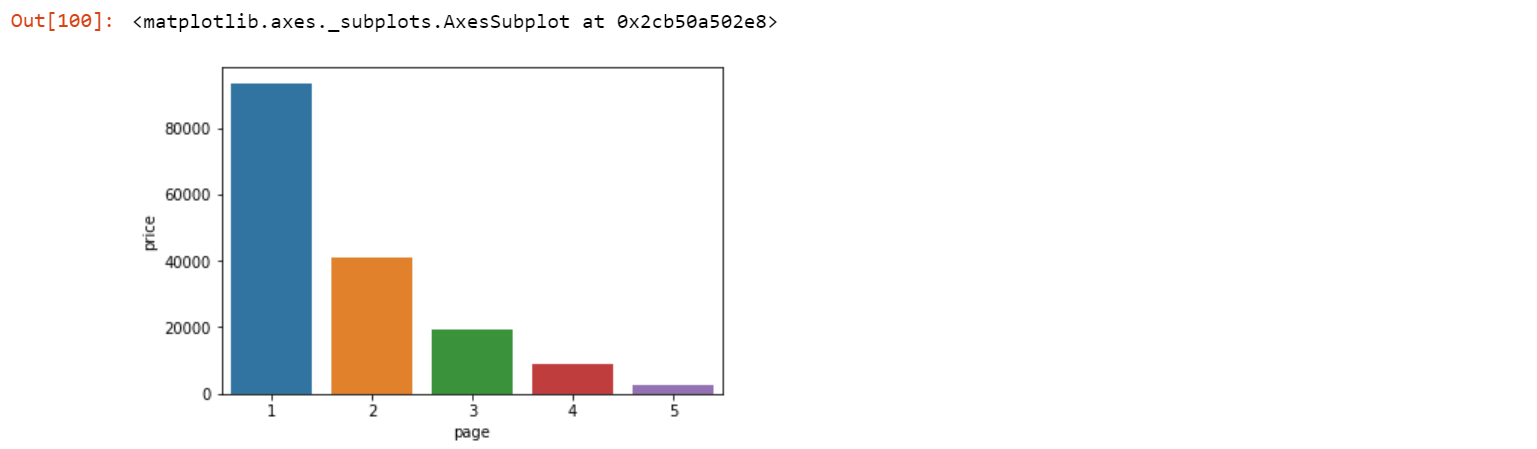 Out[100]: <matplotlib.axes._subplots.AxesSubplot at 0x2cb50a502e8>
80000
60000
40000
20000
0
price
1 2 3 4 5
page